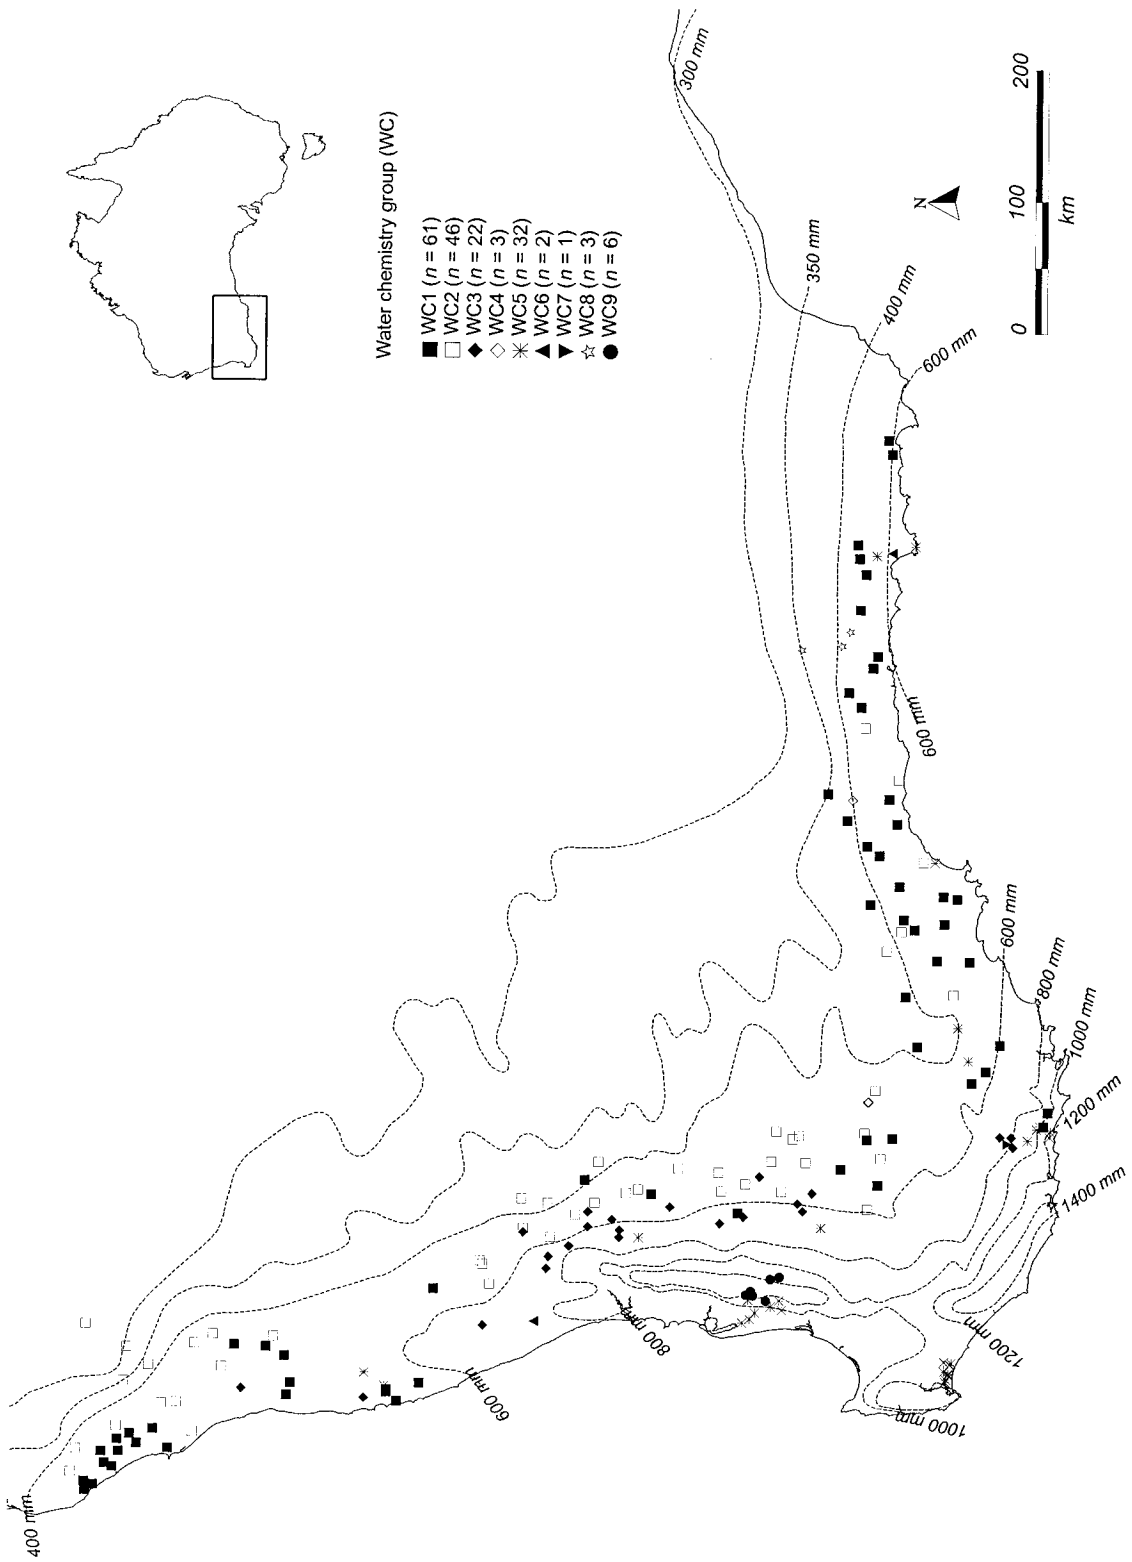 Water chemistry group (WC)
WC1 (n = 61)
WC2 (n = 46)
WC3 (n = 22)
WC4 (n = 3)
WC5 (n = 32)
WC6 (n = 2)
WC7 (n = 1)
WC8 (n = 3)
WC9 (n = 6)
N
0 100 200
km
300 mm
350 mm
400 mm
600 mm
600 mm
600 mm
800 mm
1000 mm
1200 mm
1400 mm
1200 mm
1000 mm
800 mm
600 mm
400 mm